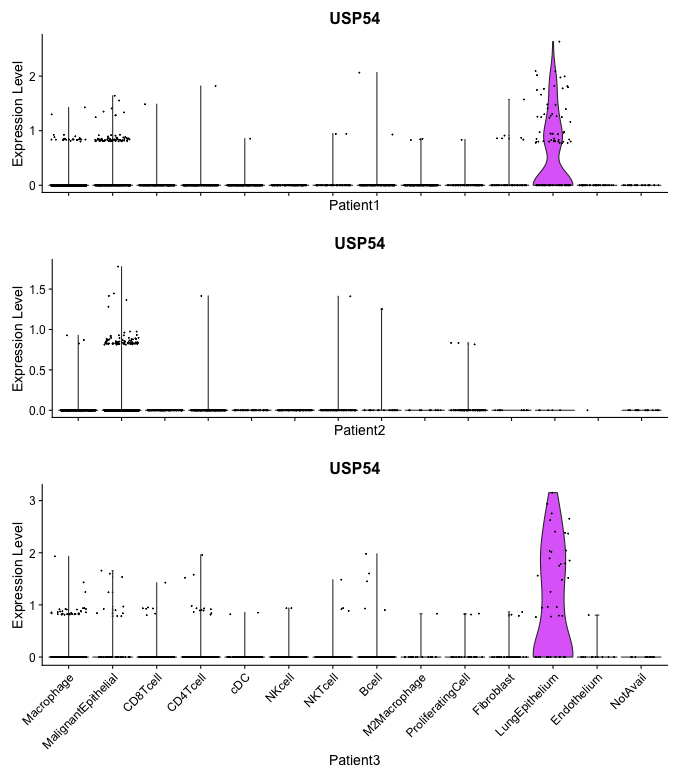 USP54
Expression Level
2
1
0
Patient1
USP54
Expression Level
1.5
1.0
0.5
0.0
Patient2
USP54
Expression Level
3
2
1
0
Macrophage
MalignantEpithelial
CD8Tcell
CD4Tcell
cDC
NKcell
NKTcell
Bcell
M2Macrophage
ProliferatingCell
Fibroblast
LungEpithelium
Endothelium
NotAvail
Patient3